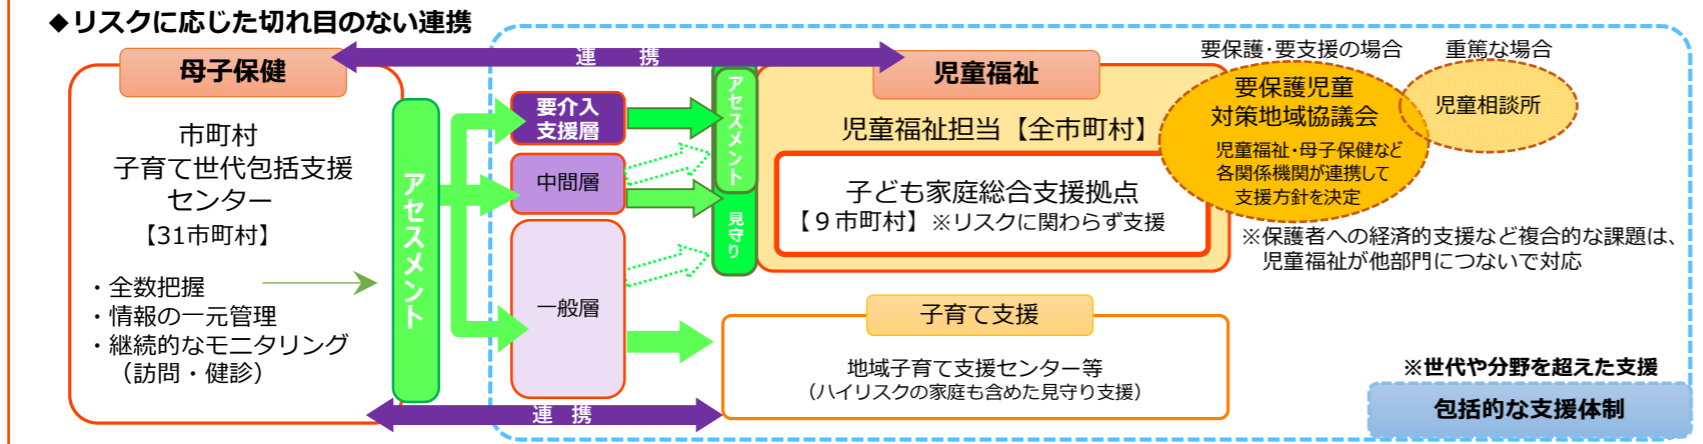 ◆リスクに応じた切れ目のない連携
連　携
母子保健
市町村
子育て世代包括支援
センター
【31市町村】
・全数把握
・情報の一元管理
・継続的なモニタリング
（訪問・健診）
アセスメント
要介入
支援層
中間層
一般層
アセスメント
見守り
児童福祉
児童福祉担当【全市町村】
子ども家庭総合支援拠点
【９市町村】※リスクに関わらず支援
要保護・要支援の場合
要保護児童
対策地域協議会
児童福祉・母子保健など
各関係機関が連携して
支援方針を決定
重篤な場合
児童相談所
※保護者への経済的支援など複合的な課題は、
児童福祉が他部門につないで対応
子育て支援
地域子育て支援センター等
（ハイリスクの家庭も含めた見守り支援）
連　携
※世代や分野を超えた支援
包括的な支援体制